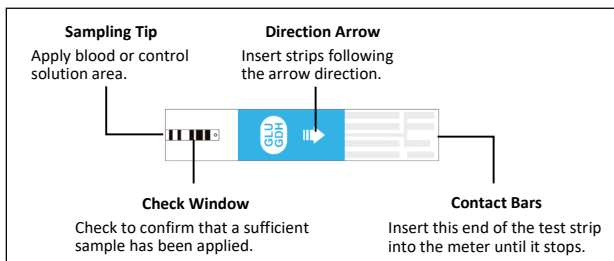 Sampling Tip
Apply blood or control
solution area.
Direction Arrow
Insert strips following
the arrow direction.
GLU
GDH
Check Window
Check to confirm that a sufficient
sample has been applied.
Contact Bars
Insert this end of the test strip
into the meter until it stops.